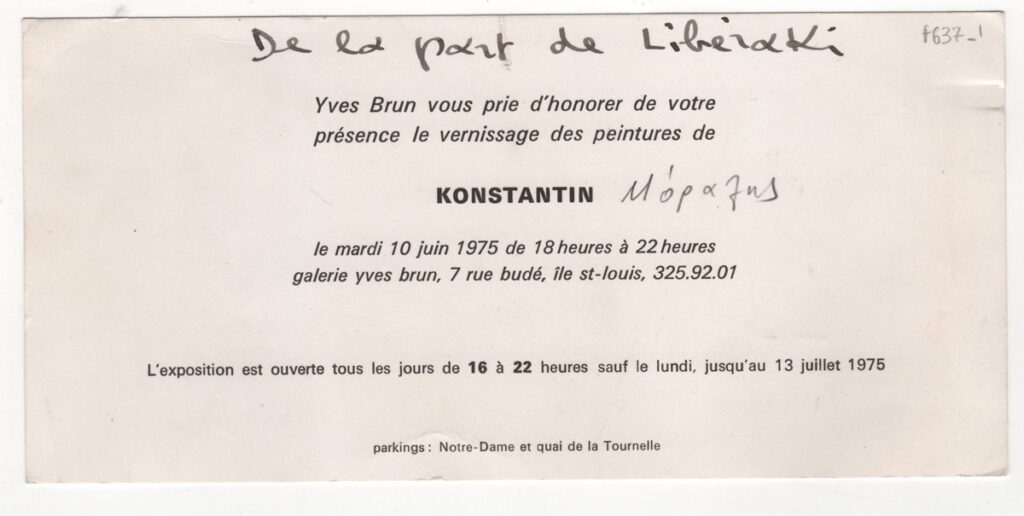 De la part de Libéraki
f637-1
Yves Brun vous prie d'honorer de votre
présence le vernissage des peintures de
KONSTANTIN Μόραλης
le mardi 10 juin 1975 de 18 heures à 22 heures
galerie yves brun, 7 rue budé, île st-louis, 325.92.01
L'exposition est ouverte tous les jours de 16 à 22 heures sauf le lundi, jusqu'au 13 juillet 1975
parkings : Notre-Dame et quai de la Tournelle